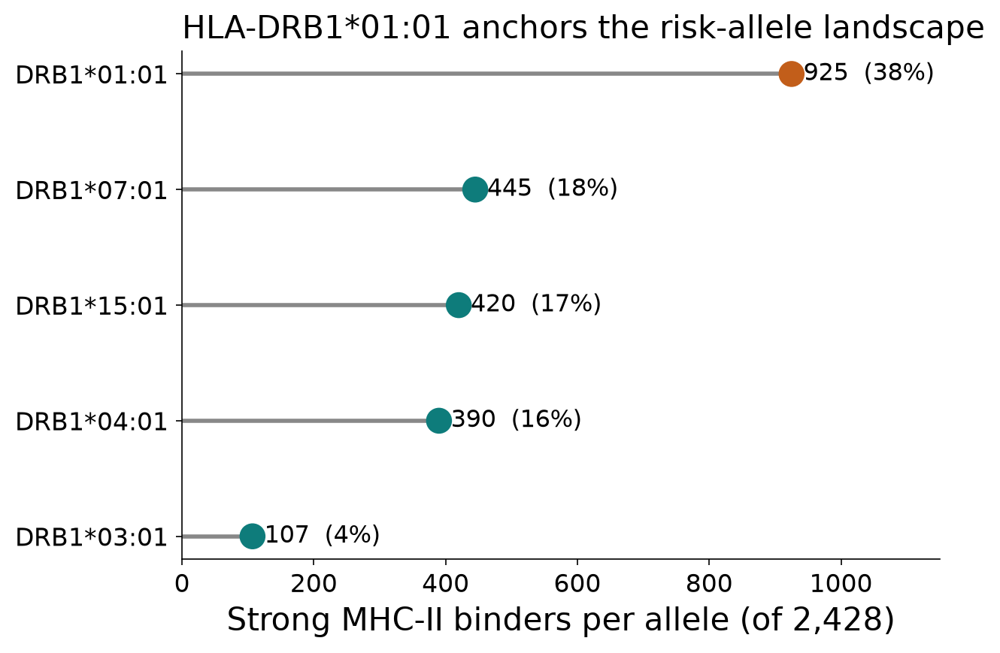 HLA-DRB1*01:01 anchors the risk-allele landscape
DRB1*01:01
925 (38%)
DRB1*07:01
445 (18%)
DRB1*15:01
420 (17%)
DRB1*04:01
390 (16%)
DRB1*03:01
107 (4%)
0 200 400 600 800 1000
Strong MHC-II binders per allele (of 2,428)